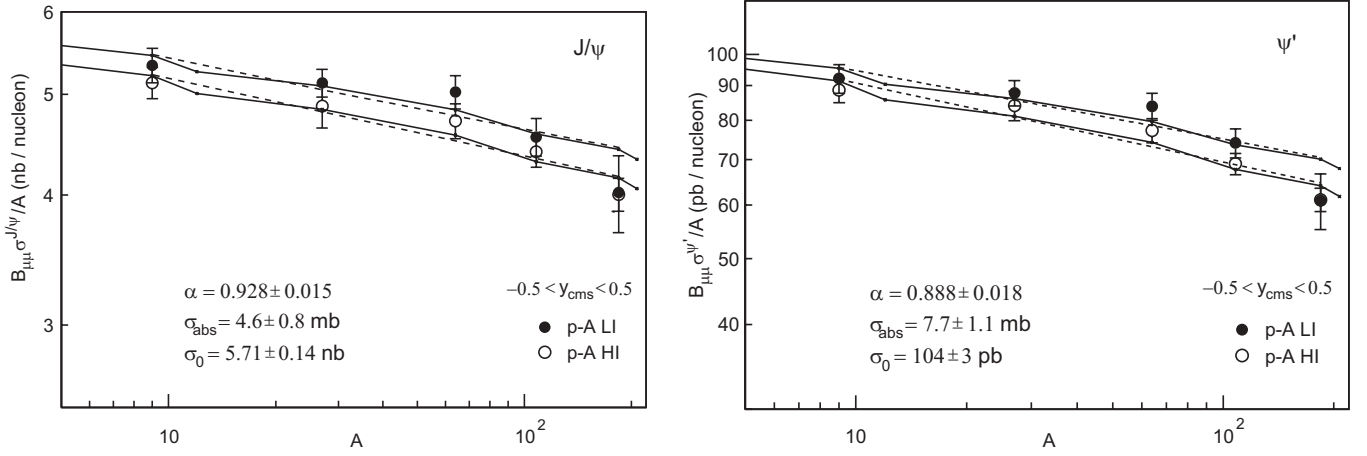 6
5
4
3
B_μμσ^J/ψ/A (nb / nucleon)
J/ψ
α = 0.928±0.015
σ_abs = 4.6±0.8 mb
σ_0 = 5.71±0.14 nb
−0.5 < y_cms < 0.5
p-A LI
p-A HI
10
A
10^2
100
90
80
70
60
50
40
B_μμσ^ψ'/A (pb / nucleon)
ψ'
α = 0.888±0.018
σ_abs = 7.7±1.1 mb
σ_0 = 104±3 pb
−0.5 < y_cms < 0.5
p-A LI
p-A HI
10
A
10^2